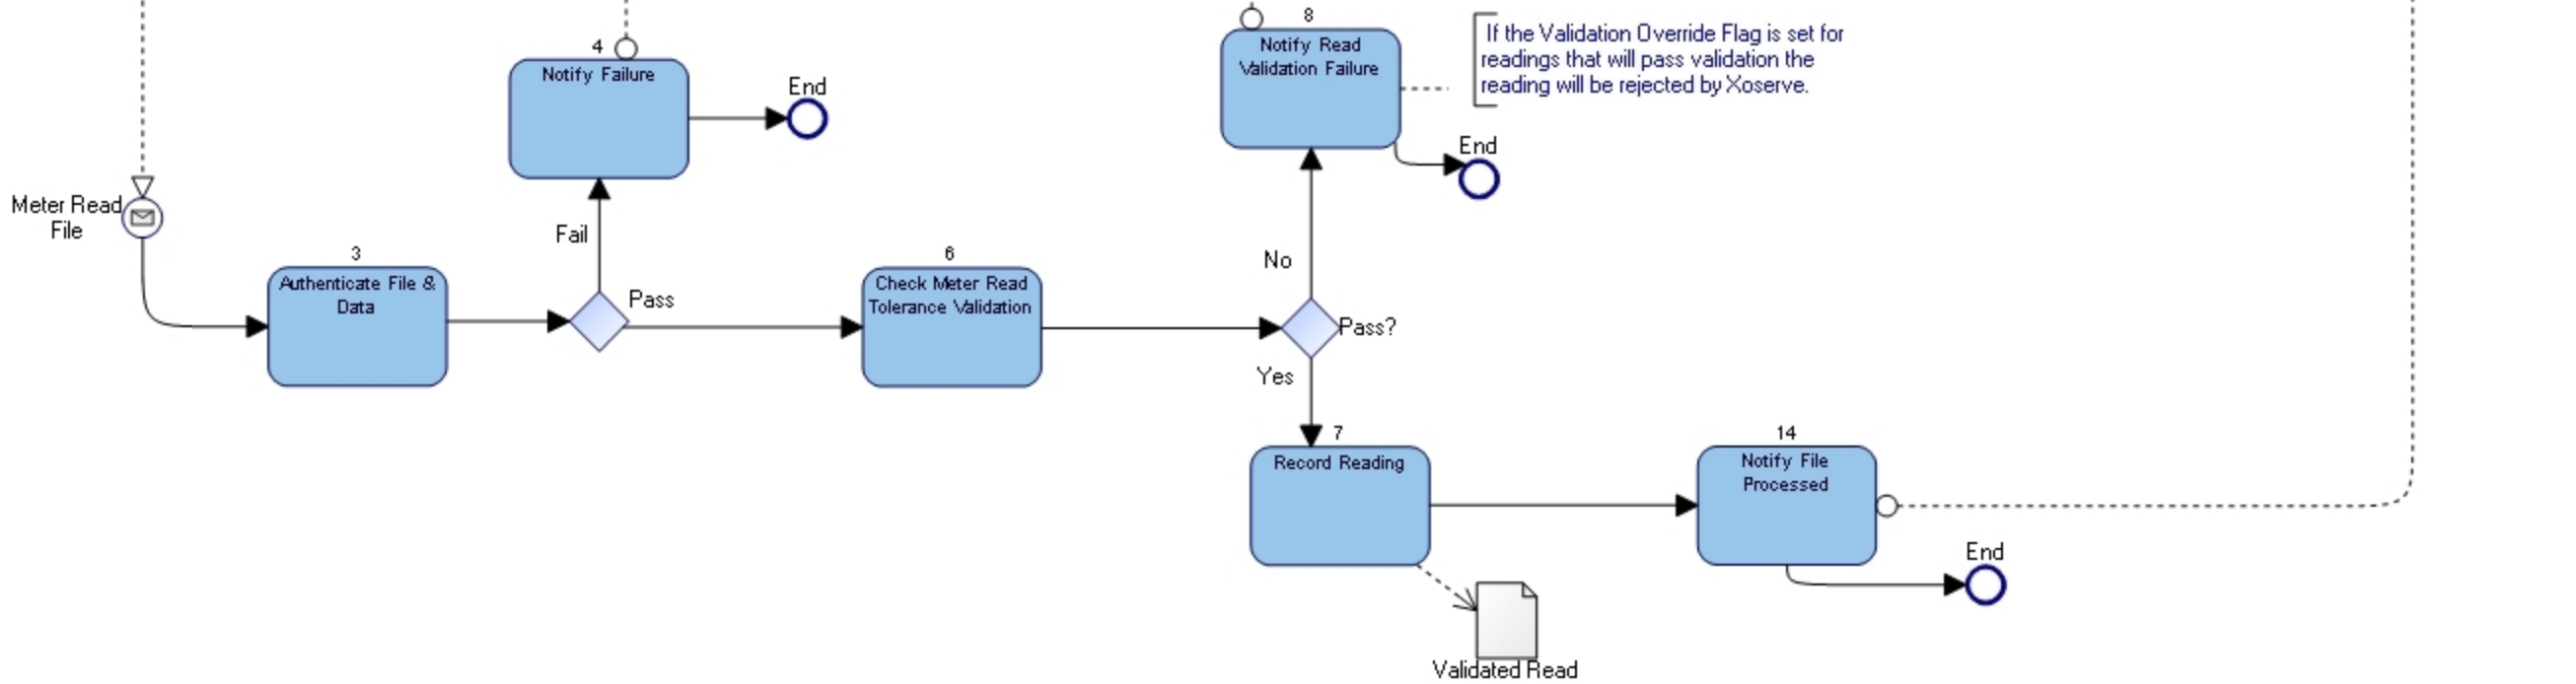 4
Notify Failure
End
8
Notify Read
Validation Failure
If the Validation Override Flag is set for
readings that will pass validation the
reading will be rejected by Xoserve.
End
Meter Read
File
Fail
3
Authenticate File &
Data
Pass
6
Check Meter Read
Tolerance Validation
No
Pass?
Yes
7
Record Reading
14
Notify File
Processed
End
Validated Read